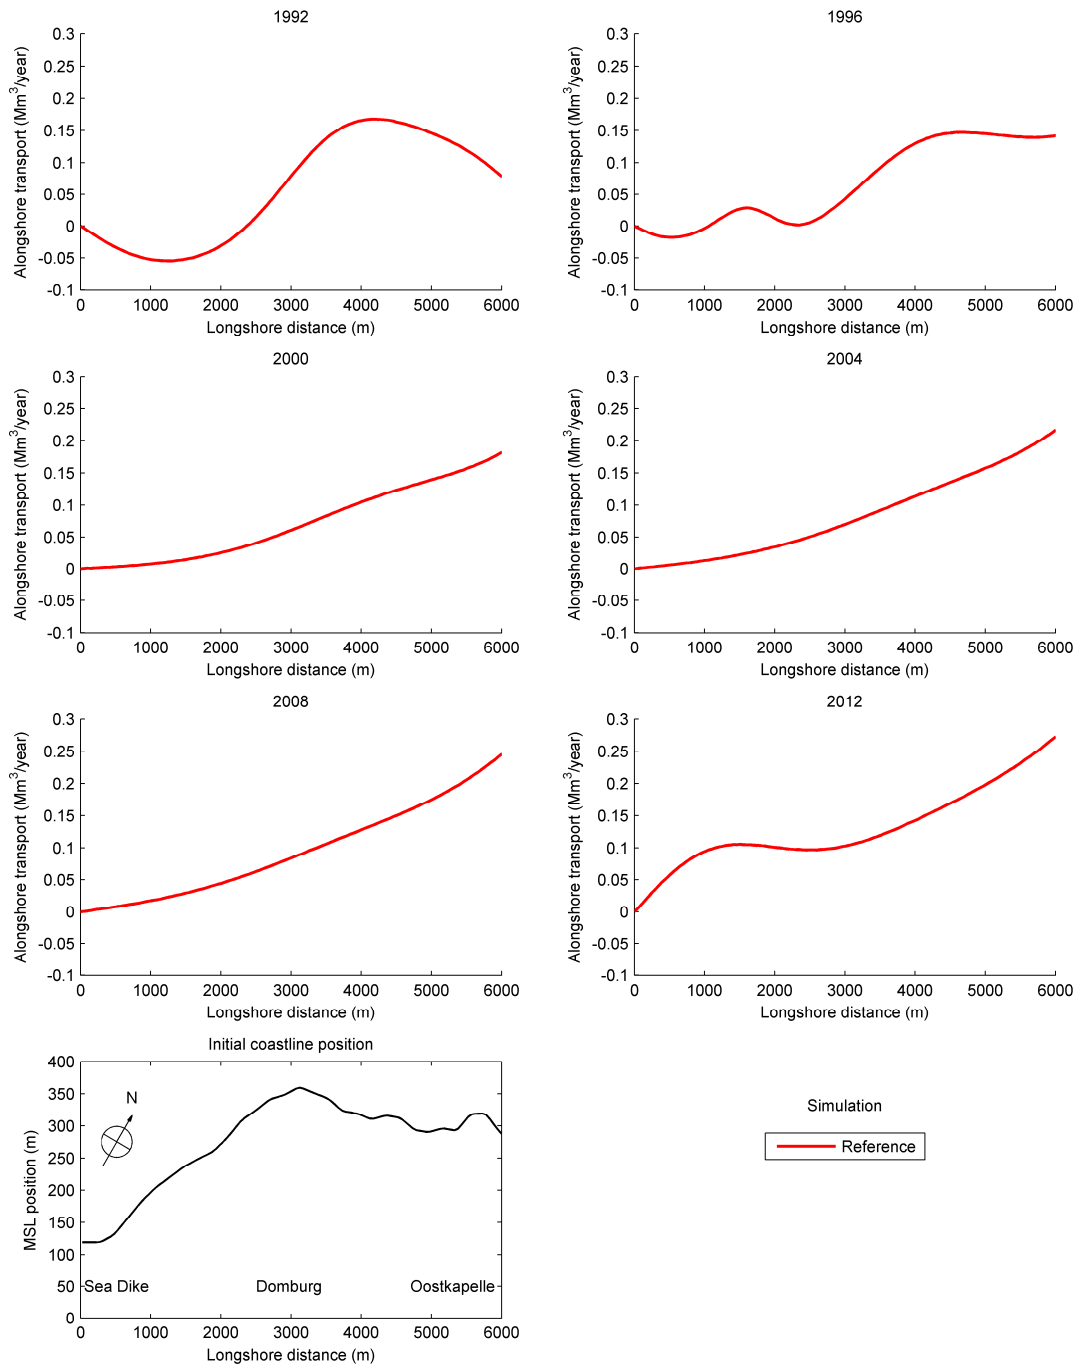 1992
0.3
0.25
0.2
0.15
0.1
0.05
0
-0.05
-0.1
Alongshore transport (Mm³/year)
0 1000 2000 3000 4000 5000 6000
Longshore distance (m)
1996
0.3
0.25
0.2
0.15
0.1
0.05
0
-0.05
-0.1
Alongshore transport (Mm³/year)
0 1000 2000 3000 4000 5000 6000
Longshore distance (m)
2000
0.3
0.25
0.2
0.15
0.1
0.05
0
-0.05
-0.1
Alongshore transport (Mm³/year)
0 1000 2000 3000 4000 5000 6000
Longshore distance (m)
2004
0.3
0.25
0.2
0.15
0.1
0.05
0
-0.05
-0.1
Alongshore transport (Mm³/year)
0 1000 2000 3000 4000 5000 6000
Longshore distance (m)
2008
0.3
0.25
0.2
0.15
0.1
0.05
0
-0.05
-0.1
Alongshore transport (Mm³/year)
0 1000 2000 3000 4000 5000 6000
Longshore distance (m)
2012
0.3
0.25
0.2
0.15
0.1
0.05
0
-0.05
-0.1
Alongshore transport (Mm³/year)
0 1000 2000 3000 4000 5000 6000
Longshore distance (m)
Initial coastline position
400
350
300
250
200
150
100
50
0
MSL position (m)
N
Sea Dike Domburg Oostkapelle
0 1000 2000 3000 4000 5000 6000
Longshore distance (m)
Simulation
Reference